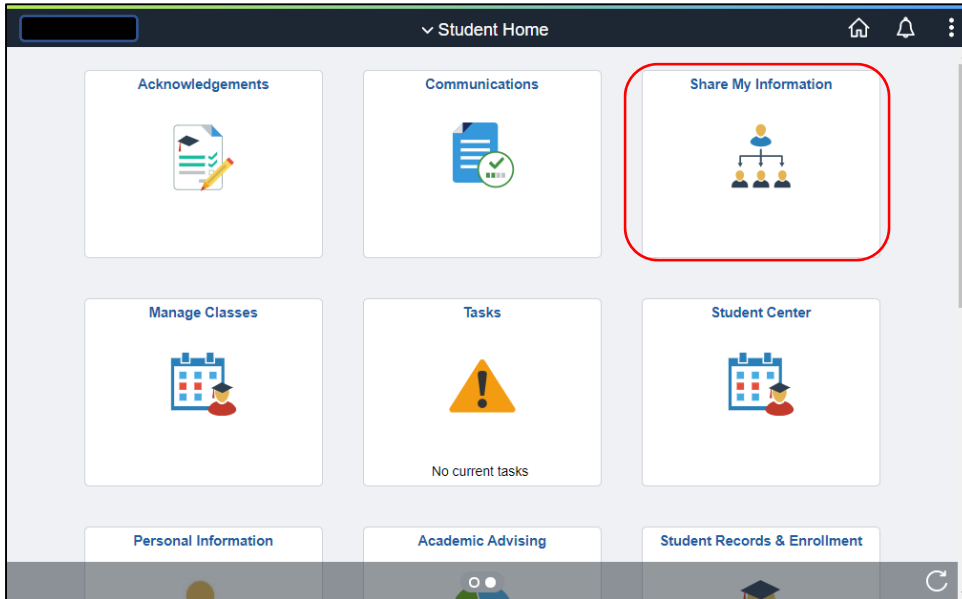 Student Home
Acknowledgements
Communications
Share My Information
Manage Classes
Tasks
Student Center
No current tasks
Personal Information
Academic Advising
Student Records & Enrollment